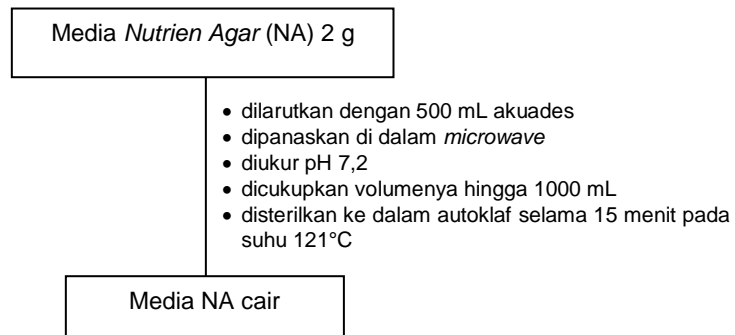 Media Nutrien Agar (NA) 2 g
• dilarutkan dengan 500 mL akuades
• dipanaskan di dalam microwave
• diukur pH 7,2
• dicukupkan volumenya hingga 1000 mL
• disterilkan ke dalam autoklaf selama 15 menit pada
suhu 121°C
Media NA cair